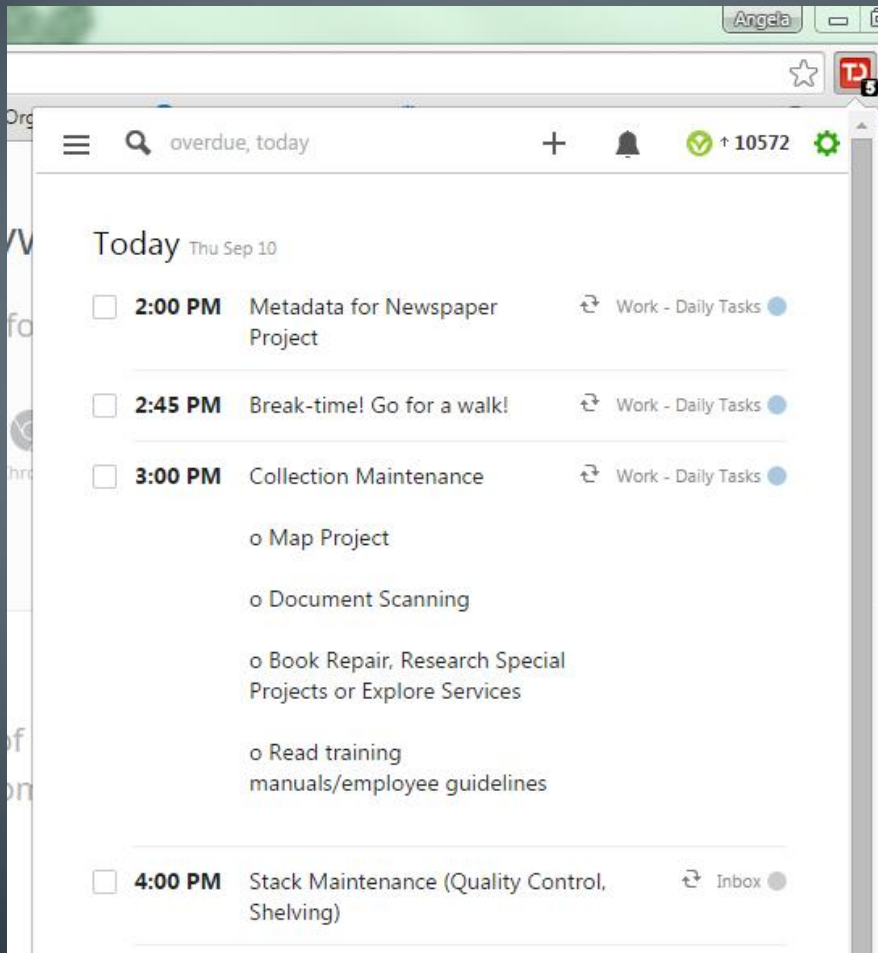 Angela
5
Org
overdue, today
↑ 10572
Today Thu Sep 10
2:00 PM Metadata for Newspaper Work - Daily Tasks
Project
fo
2:45 PM Break-time! Go for a walk! Work - Daily Tasks
3:00 PM Collection Maintenance Work - Daily Tasks
o Map Project
o Document Scanning
o Book Repair, Research Special
Projects or Explore Services
of
o Read training
manuals/employee guidelines
4:00 PM Stack Maintenance (Quality Control, Inbox
Shelving)